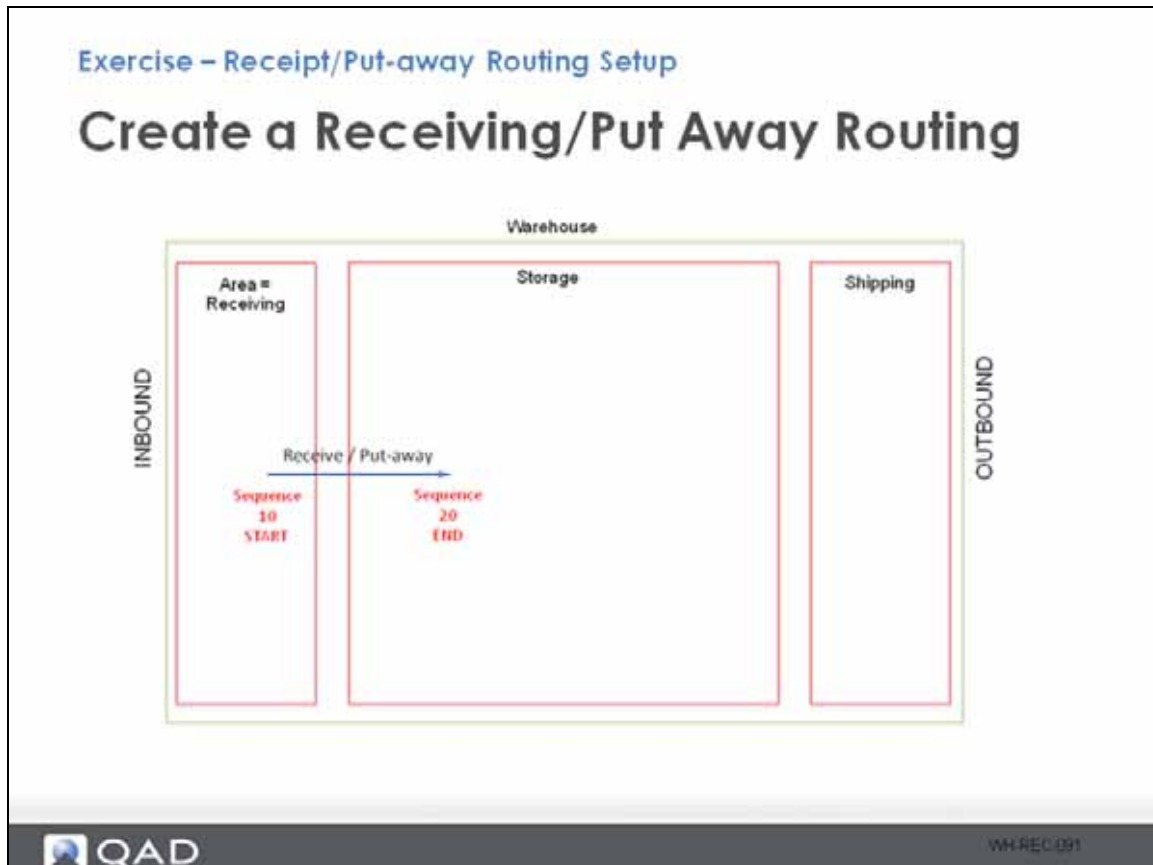 Exercise – Receipt/Put-away Routing Setup
Create a Receiving/Put Away Routing
Warehouse
Area =
Receiving
Storage
Shipping
INBOUND
OUTBOUND
Receive / Put-away
Sequence
10
START
Sequence
20
END
QAD
WH-REC-091